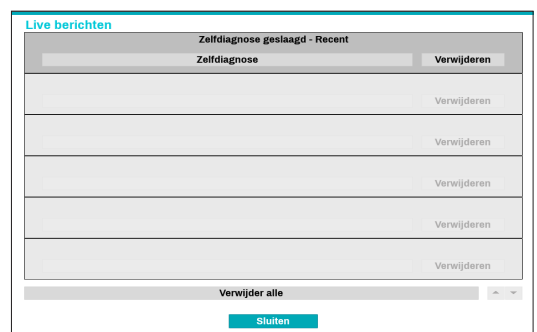 Live berichten
Zelfdiagnose geslaagd - Recent
Zelfdiagnose Verwijderen
Verwijderen
Verwijderen
Verwijderen
Verwijderen
Verwijderen
Verwijder alle
Sluiten